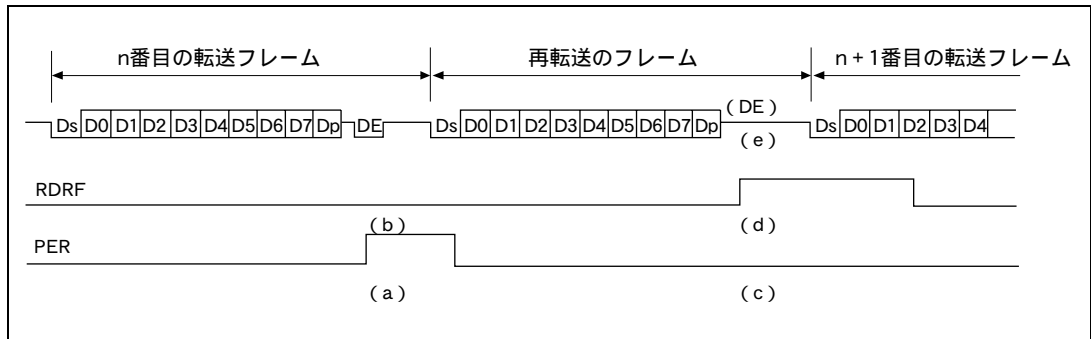 n番目の転送フレーム 再転送のフレーム n+1番目の転送フレーム
(DE)
Ds D0 D1 D2 D3 D4 D5 D6 D7 Dp DE Ds D0 D1 D2 D3 D4 D5 D6 D7 Dp Ds D0 D1 D2 D3 D4
(e)
RDRF
(b) (d)
PER
(a) (c)